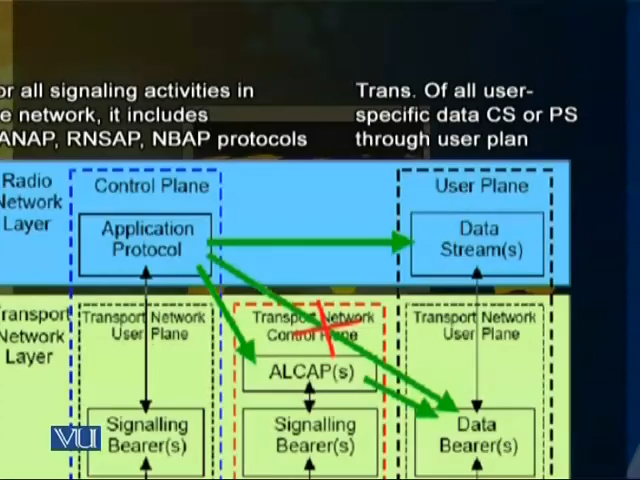 or all signaling activities in
e network, it includes
ANAP, RNSAP, NBAP protocols
Trans. Of all user-
specific data CS or PS
through user plan
Radio
Network
Layer
Control Plane
User Plane
Application
Protocol
Data
Stream(s)
Transport
Network
Layer
Transport Network
User Plane
Transport Network
Control Plane
Transport Network
User Plane
ALCAP(s)
Signalling
Bearer(s)
Signalling
Bearer(s)
Data
Bearer(s)
VU